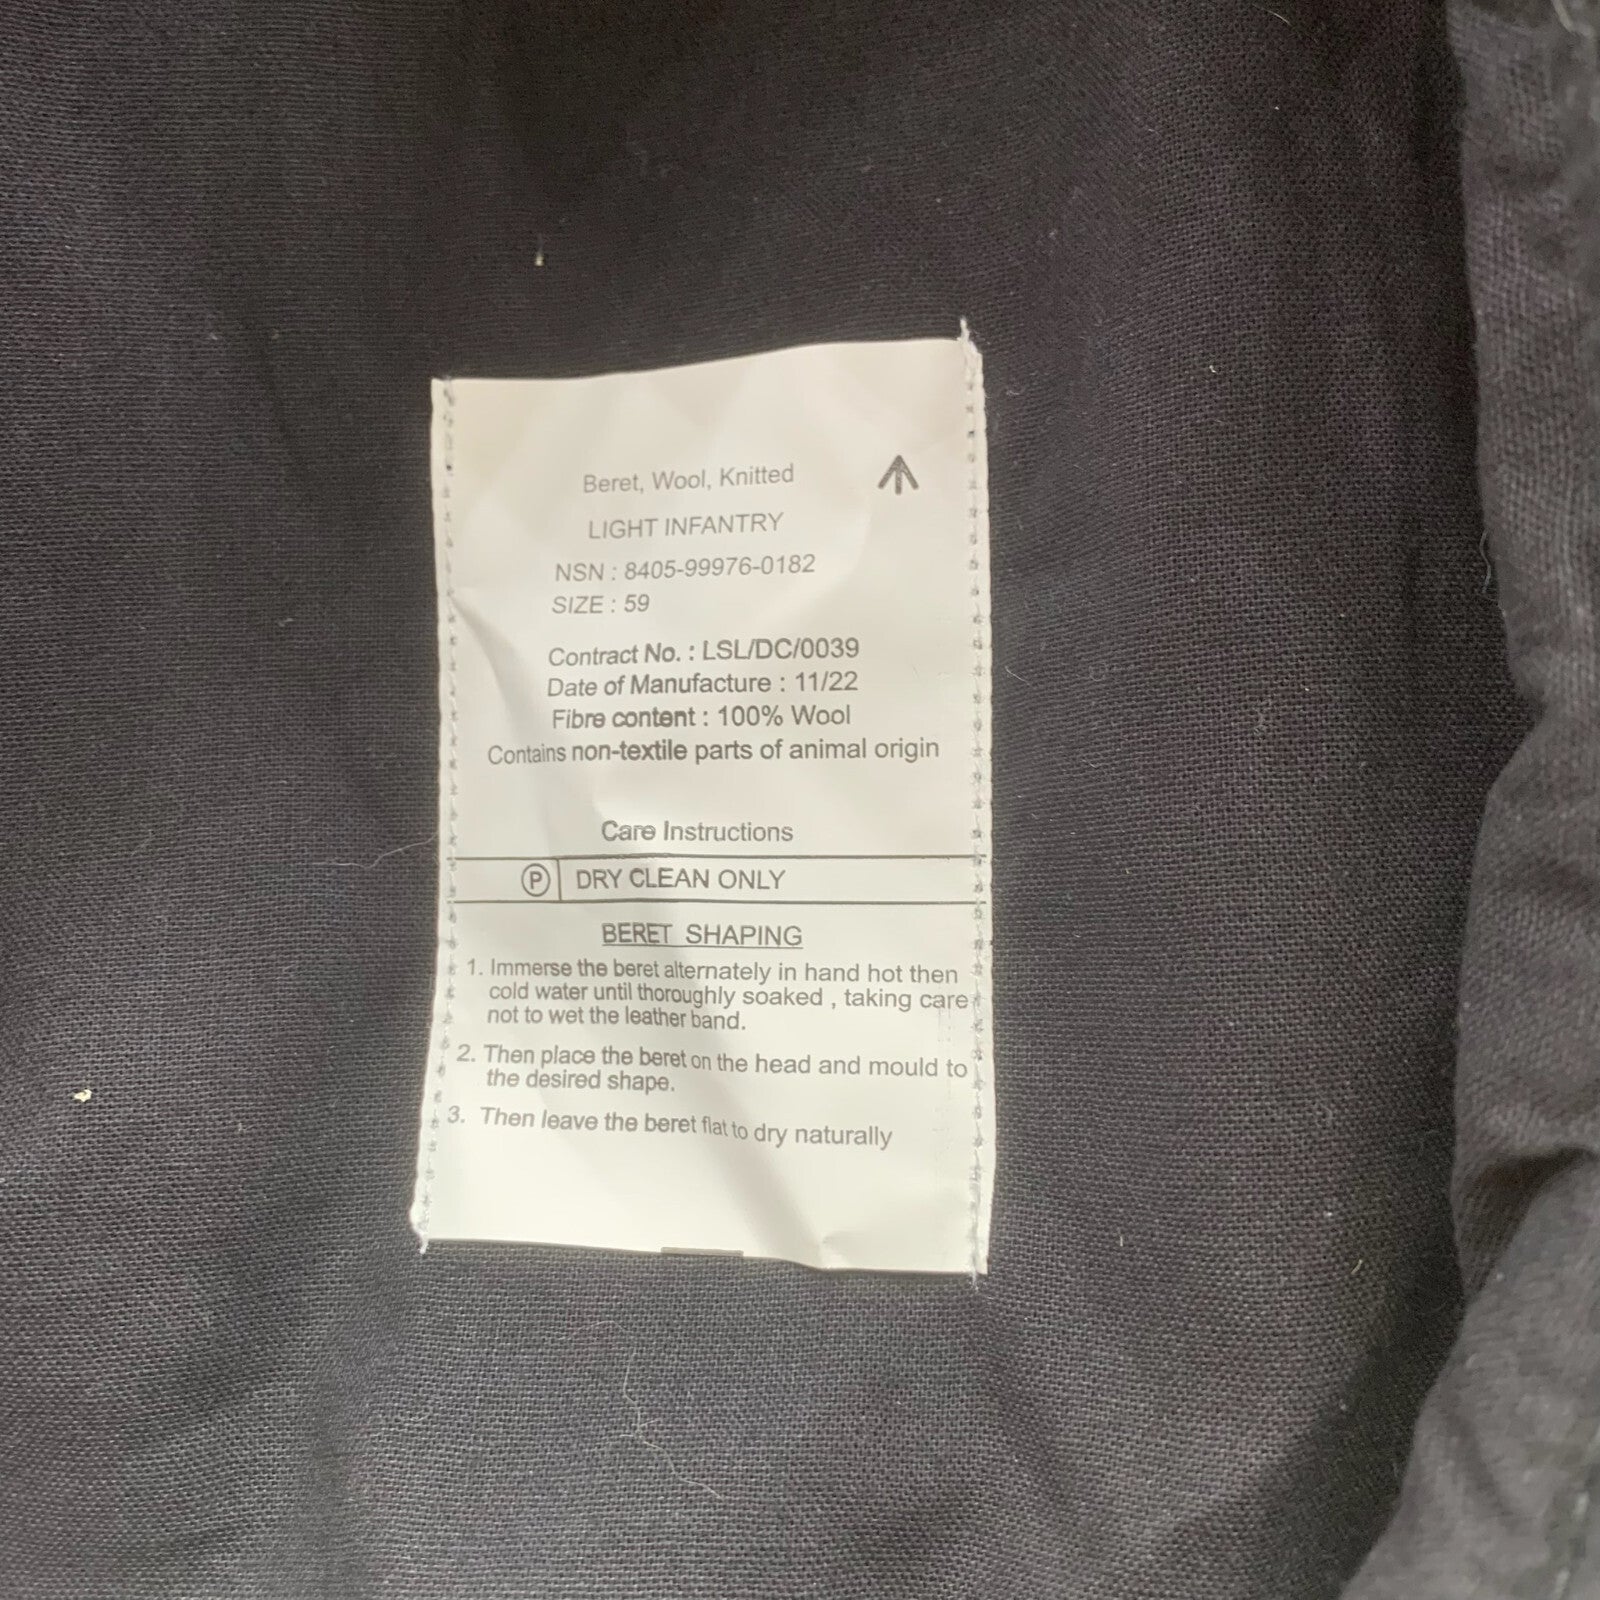 Beret, Wool, Knitted
LIGHT INFANTRY
NSN : 8405-99976-0182
SIZE : 59
Contract No. : LSL/DC/0039
Date of Manufacture : 11/22
Fibre content : 100% Wool
Contains non-textile parts of animal origin
Care Instructions
P DRY CLEAN ONLY
BERET SHAPING
1. Immerse the beret alternately in hand hot then
cold water until thoroughly soaked , taking care
not to wet the leather band.
2. Then place the beret on the head and mould to
the desired shape.
3. Then leave the beret flat to dry naturally